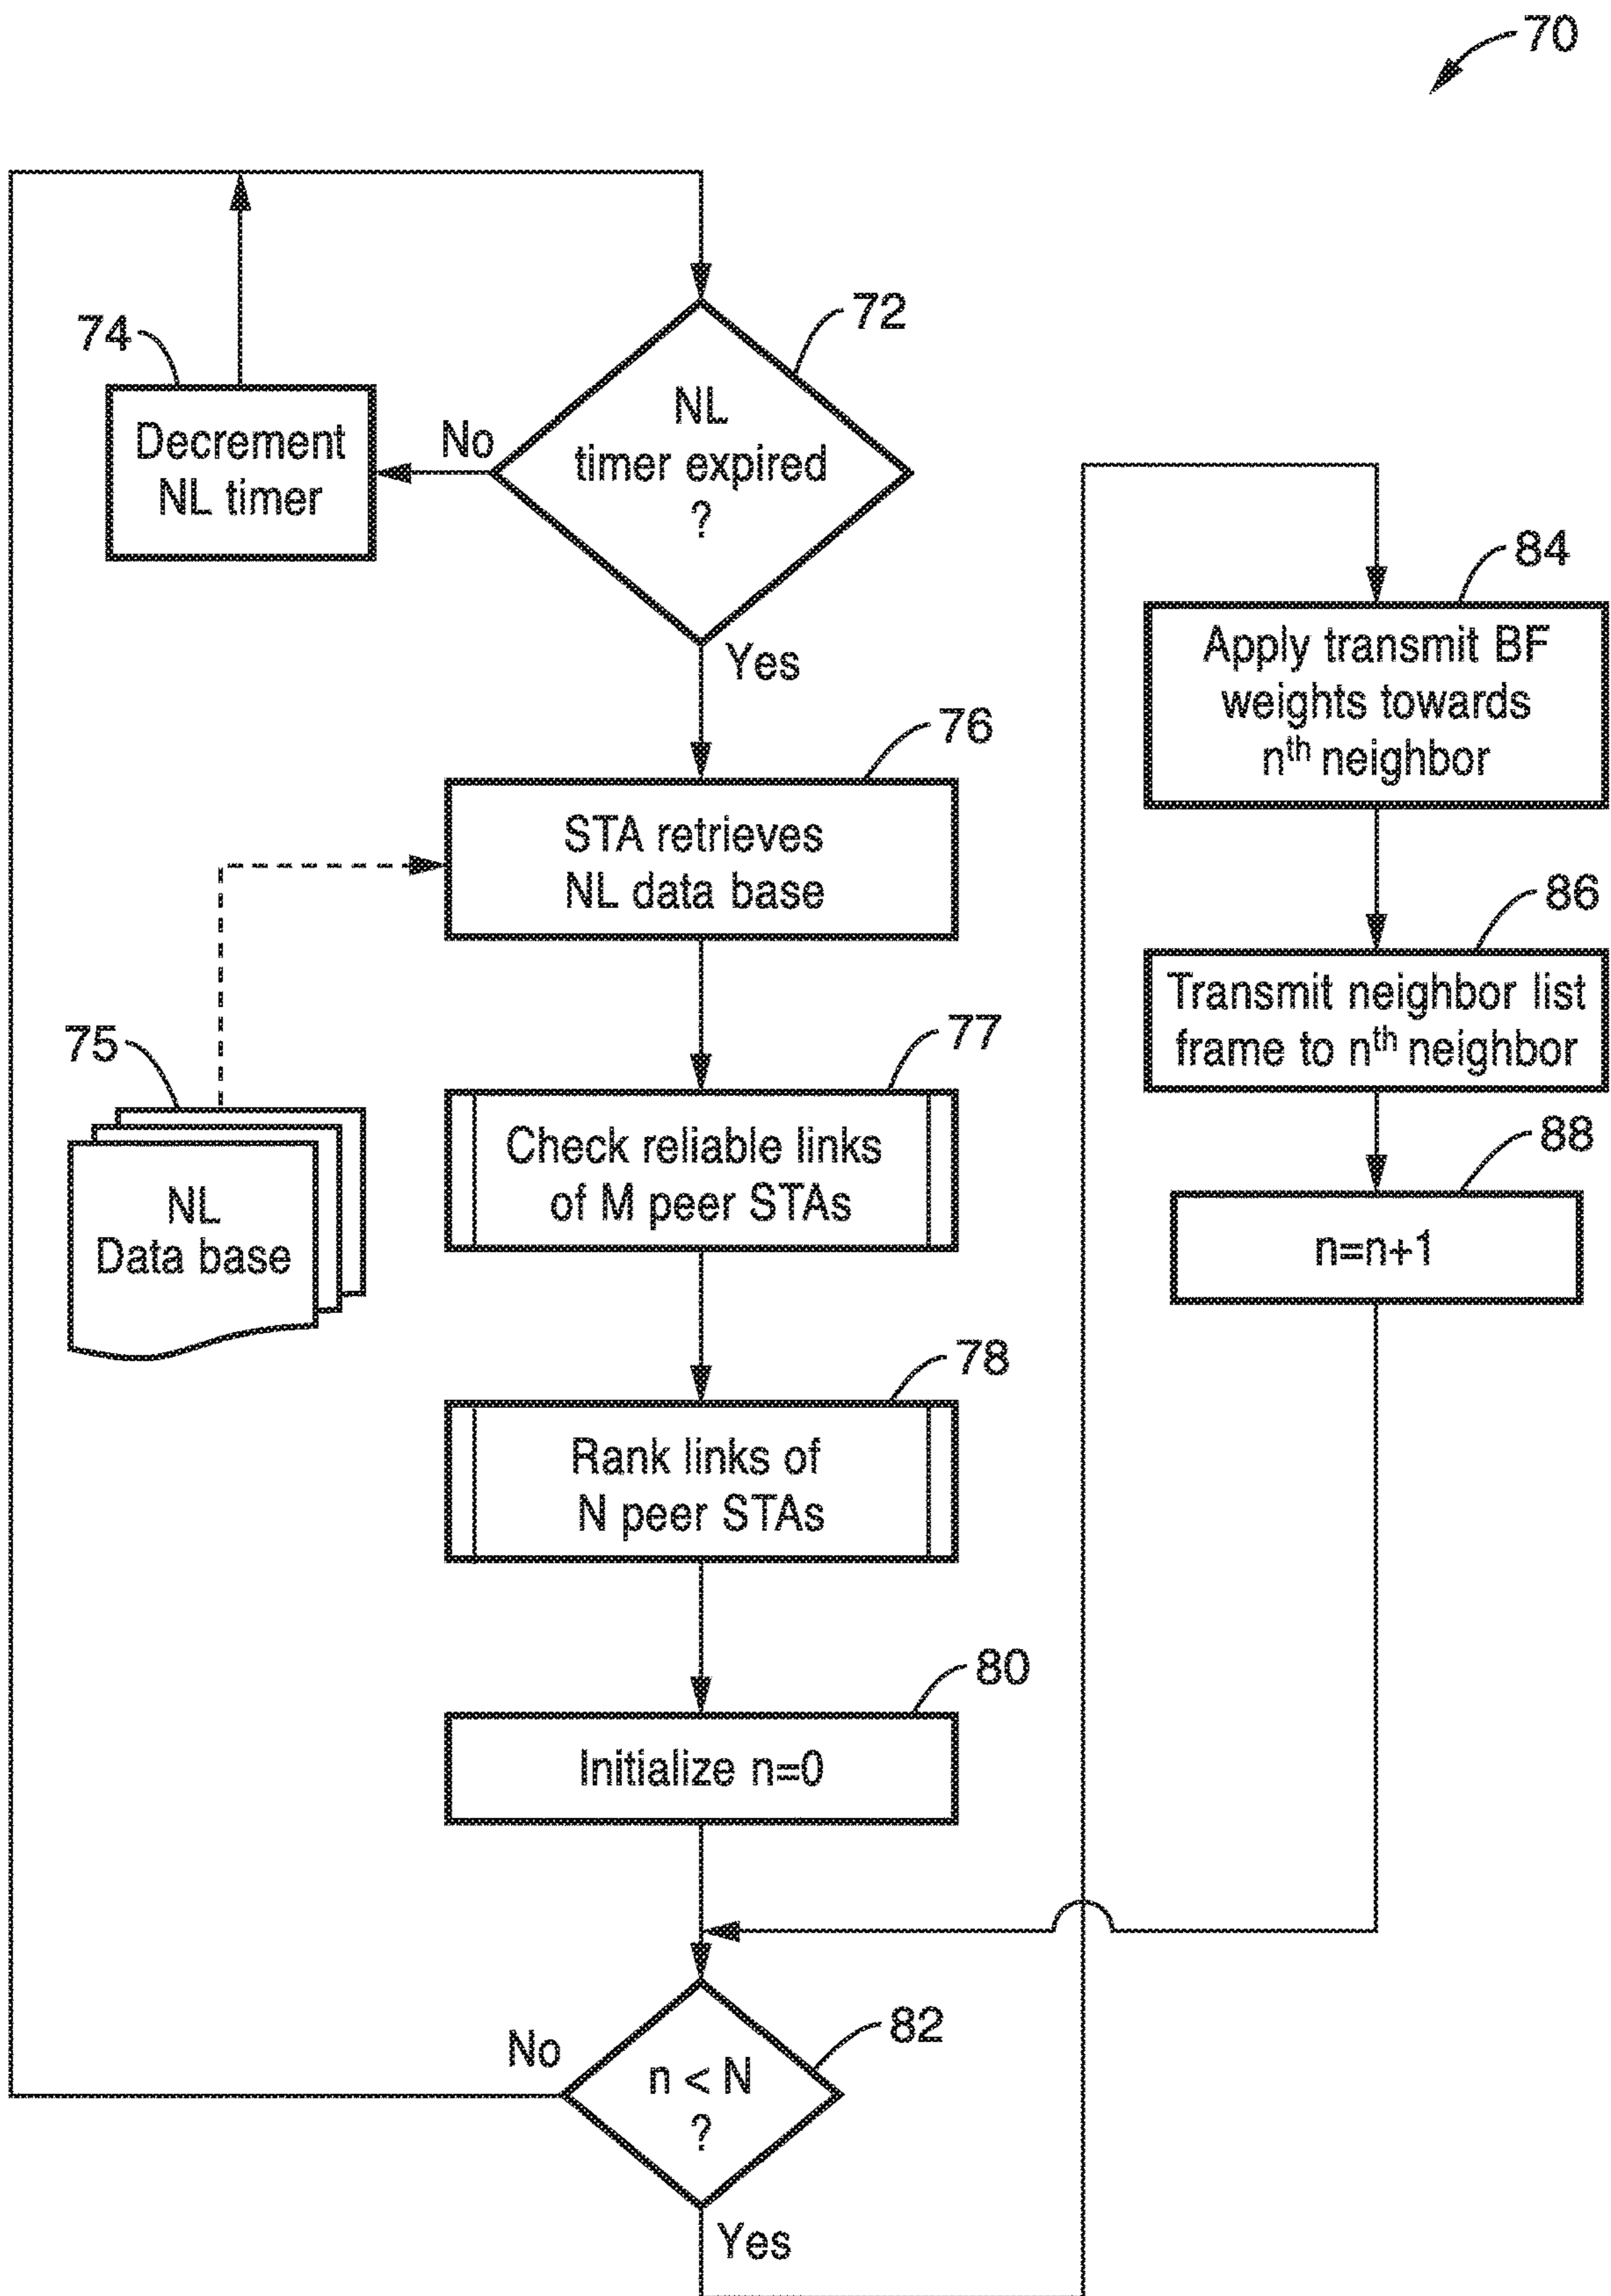 70
72
NL
timer expired
?
74
Decrement
NL timer
No
Yes
76
STA retrieves
NL data base
75
NL
Data base
77
Check reliable links
of M peer STAs
78
Rank links of
N peer STAs
80
Initialize n=0
82
n < N
?
No
Yes
84
Apply transmit BF
weights towards
nth neighbor
86
Transmit neighbor list
frame to nth neighbor
88
n=n+1